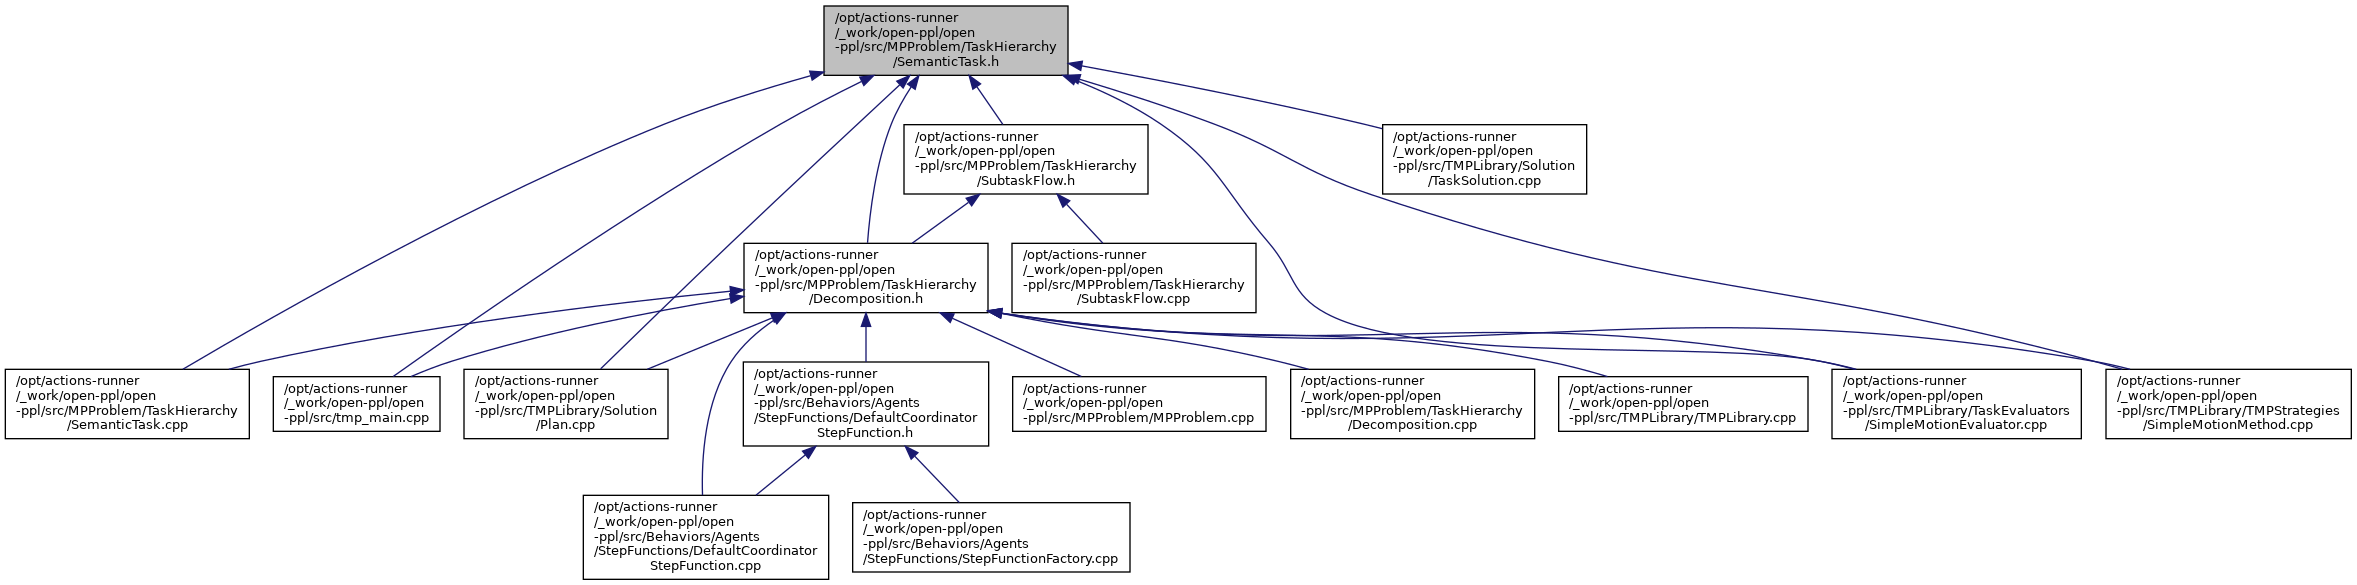 /opt/actions-runner
/_work/open-ppl/open
-ppl/src/MPProblem/TaskHierarchy
/SemanticTask.h
/opt/actions-runner
/_work/open-ppl/open
-ppl/src/MPProblem/TaskHierarchy
/SubtaskFlow.h
/opt/actions-runner
/_work/open-ppl/open
-ppl/src/TMPLibrary/Solution
/TaskSolution.cpp
/opt/actions-runner
/_work/open-ppl/open
-ppl/src/MPProblem/TaskHierarchy
/Decomposition.h
/opt/actions-runner
/_work/open-ppl/open
-ppl/src/MPProblem/TaskHierarchy
/SubtaskFlow.cpp
/opt/actions-runner
/_work/open-ppl/open
-ppl/src/MPProblem/TaskHierarchy
/SemanticTask.cpp
/opt/actions-runner
/_work/open-ppl/open
-ppl/src/tmp_main.cpp
/opt/actions-runner
/_work/open-ppl/open
-ppl/src/TMPLibrary/Solution
/Plan.cpp
/opt/actions-runner
/_work/open-ppl/open
-ppl/src/Behaviors/Agents
/StepFunctions/DefaultCoordinator
StepFunction.h
/opt/actions-runner
/_work/open-ppl/open
-ppl/src/MPProblem/MPProblem.cpp
/opt/actions-runner
/_work/open-ppl/open
-ppl/src/MPProblem/TaskHierarchy
/Decomposition.cpp
/opt/actions-runner
/_work/open-ppl/open
-ppl/src/TMPLibrary/TMPLibrary.cpp
/opt/actions-runner
/_work/open-ppl/open
-ppl/src/TMPLibrary/TaskEvaluators
/SimpleMotionEvaluator.cpp
/opt/actions-runner
/_work/open-ppl/open
-ppl/src/TMPLibrary/TMPStrategies
/SimpleMotionMethod.cpp
/opt/actions-runner
/_work/open-ppl/open
-ppl/src/Behaviors/Agents
/StepFunctions/DefaultCoordinator
StepFunction.cpp
/opt/actions-runner
/_work/open-ppl/open
-ppl/src/Behaviors/Agents
/StepFunctions/StepFunctionFactory.cpp